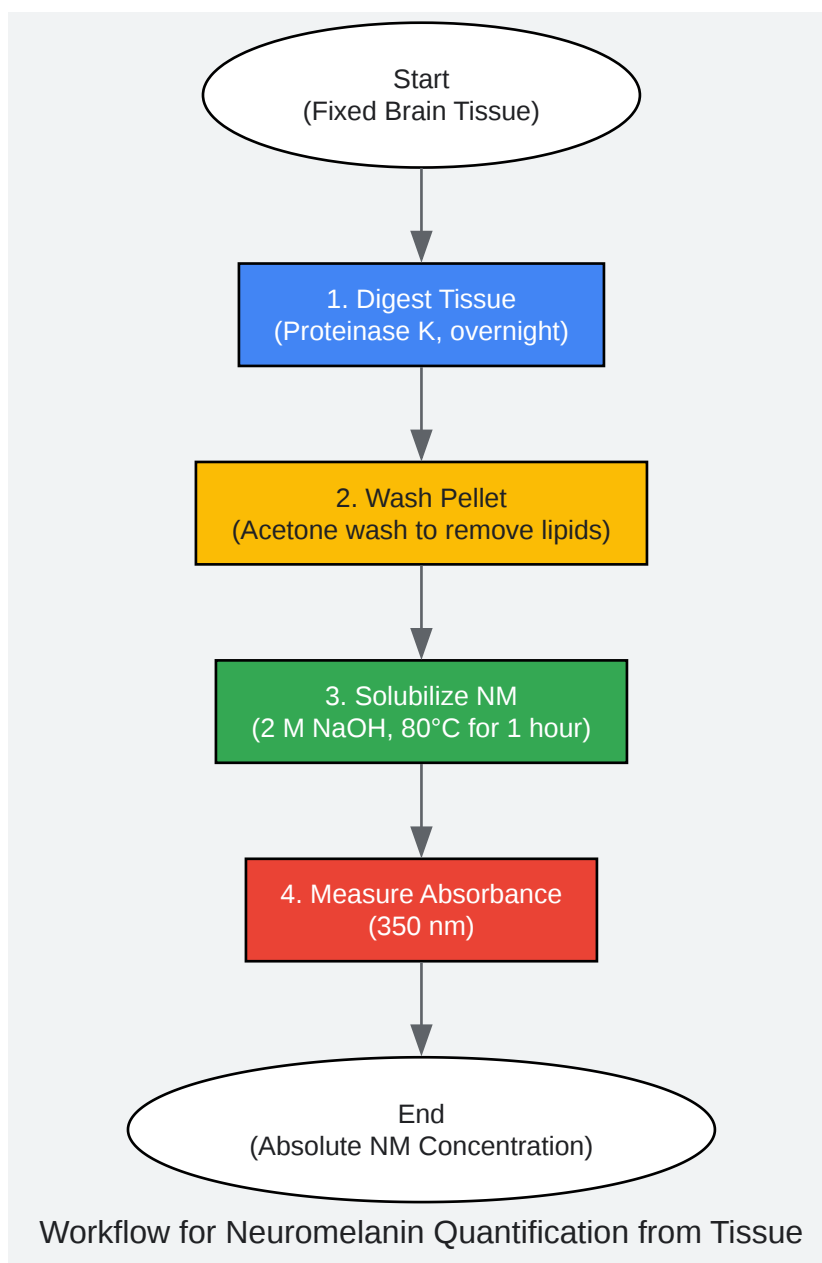 Start
(Fixed Brain Tissue)
1. Digest Tissue
(Proteinase K, overnight)
2. Wash Pellet
(Acetone wash to remove lipids)
3. Solubilize NM
(2 M NaOH, 80°C for 1 hour)
4. Measure Absorbance
(350 nm)
End
(Absolute NM Concentration)
Workflow for Neuromelanin Quantification from Tissue